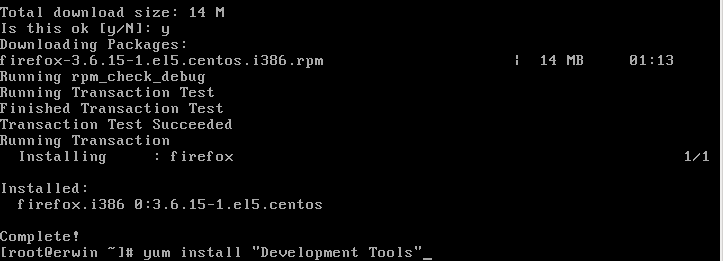 Total download size: 14 M
Is this ok [y/N]: y
Downloading Packages:
firefox-3.6.15-1.el5.centos.i386.rpm | 14 MB 01:13
Running rpm_check_debug
Running Transaction Test
Finished Transaction Test
Transaction Test Succeeded
Running Transaction
  Installing     : firefox 1/1
Installed:
  firefox.i386 0:3.6.15-1.el5.centos
Complete!
[root@erwin ~]# yum install "Development Tools"_